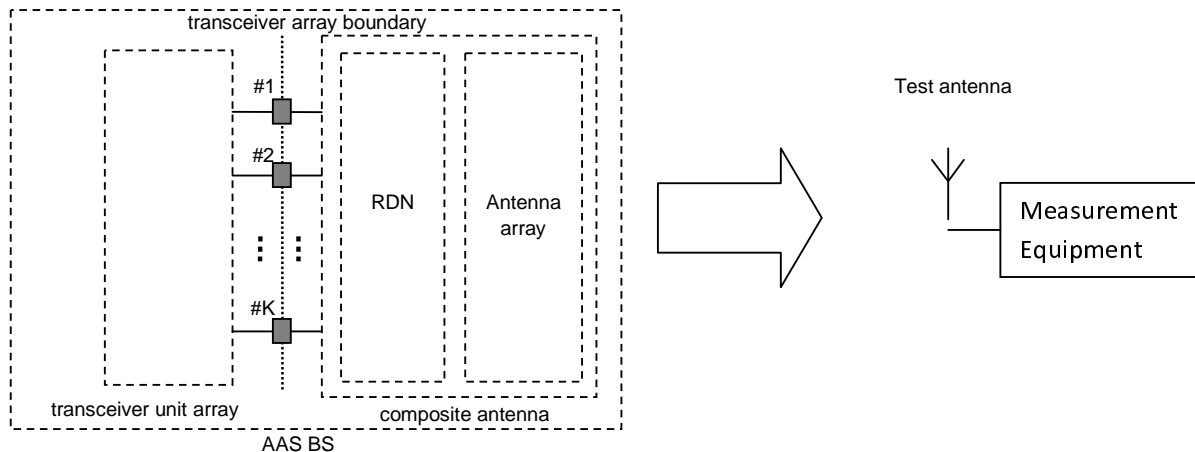 transceiver array boundary
#1
#2
#K
RDN
Antenna
array
transceiver unit array
composite antenna
AAS BS
Test antenna
Measurement
Equipment